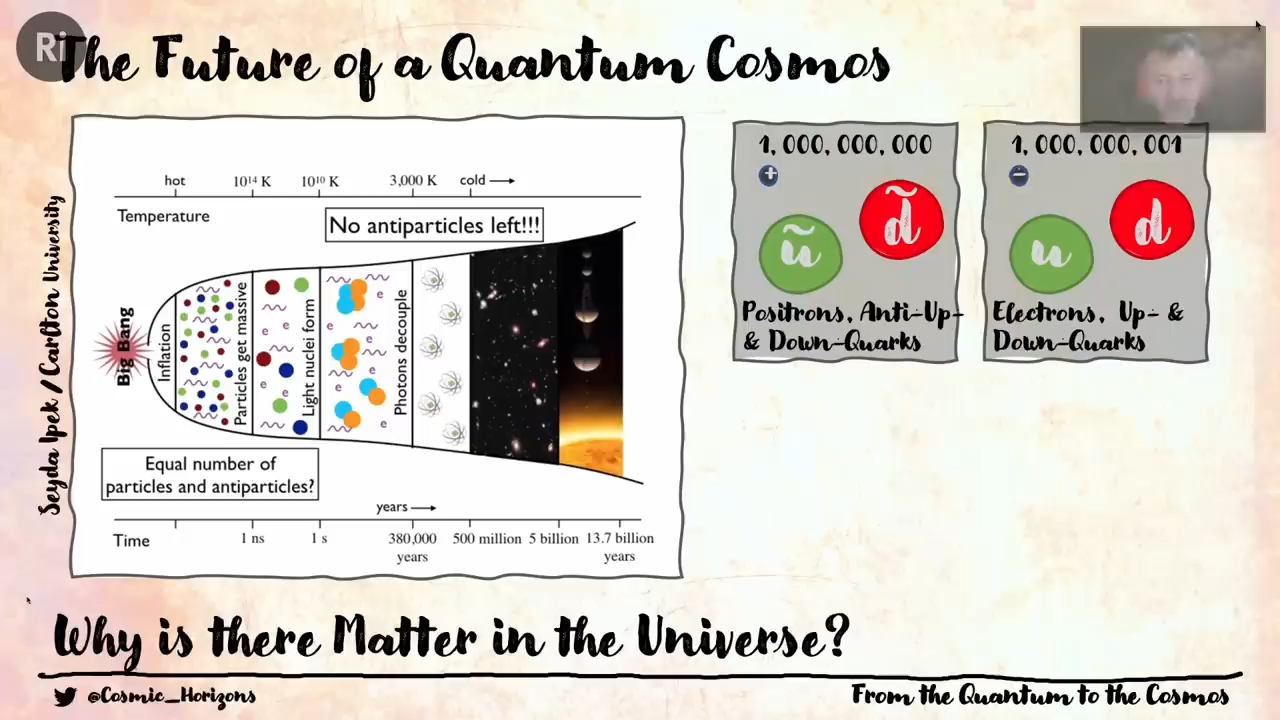 Ri
The Future of a Quantum Cosmos
Seyda Ipek / Carlton University
hot 10¹⁴ K 10¹⁰ K 3,000 K cold
Temperature
No antiparticles left!!!
Big Bang
Inflation
Particles get massive
Light nuclei form
Photons decouple
e
e
e
e
e
e
e
e
Equal number of
particles and antiparticles?
years
Time
1 ns 1 s 380,000 years
500 million 5 billion 13.7 billion years
1,000,000,000
+
ũ
d̃
Positrons, Anti-Up-
& Down-Quarks
1,000,000,001
-
u
d
Electrons, Up- &
Down-Quarks
Why is there Matter in the Universe?
@Cosmic_Horizons
From the Quantum to the Cosmos